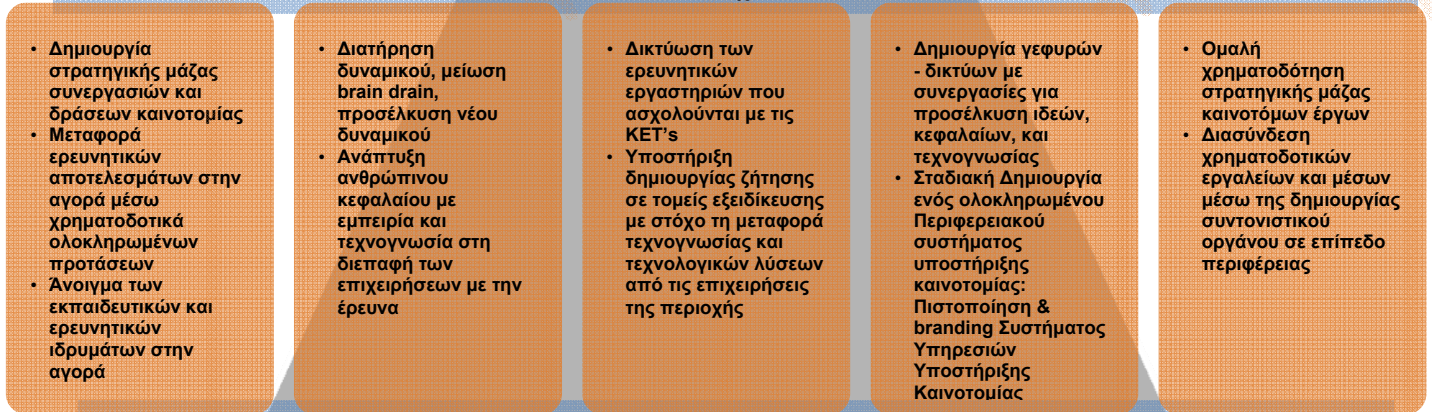 • Δημιουργία
στρατηγικής μάζας
συνεργασιών και
δράσεων καινοτομίας
• Μεταφορά
ερευνητικών
αποτελεσμάτων στην
αγορά μέσω
χρηματοδοτικά
ολοκληρωμένων
προτάσεων
• Άνοιγμα των
εκπαιδευτικών και
ερευνητικών
ιδρυμάτων στην
αγορά
• Διατήρηση
δυναμικού, μείωση
brain drain,
προσέλκυση νέου
δυναμικού
• Ανάπτυξη
ανθρώπινου
κεφαλαίου με
εμπειρία και
τεχνογνωσία στη
διεπαφή των
επιχειρήσεων με την
έρευνα
• Δικτύωση των
ερευνητικών
εργαστηριών που
ασχολούνται με τις
ΚΕΤ's
• Υποστήριξη
δημιουργίας ζήτησης
σε τομείς εξειδίκευσης
με στόχο τη μεταφορά
τεχνογνωσίας και
τεχνολογικών λύσεων
από τις επιχειρήσεις
της περιοχής
• Δημιουργία γεφυρών
- δικτύων με
συνεργασίες για
προσέλκυση ιδεών,
κεφαλαίων, και
τεχνογνωσίας
• Σταδιακή Δημιουργία
ενός ολοκληρωμένου
Περιφερειακού
συστήματος
υποστήριξης
καινοτομίας:
Πιστοποίηση &
branding Συστήματος
Υπηρεσιών
Υποστήριξης
Καινοτομίας
• Ομαλή
χρηματοδότηση
στρατηγικής μάζας
καινοτόμων έργων
• Διασύνδεση
χρηματοδοτικών
εργαλείων και μέσων
μέσω της δημιουργίας
συντονιστικού
οργάνου σε επίπεδο
περιφέρειας